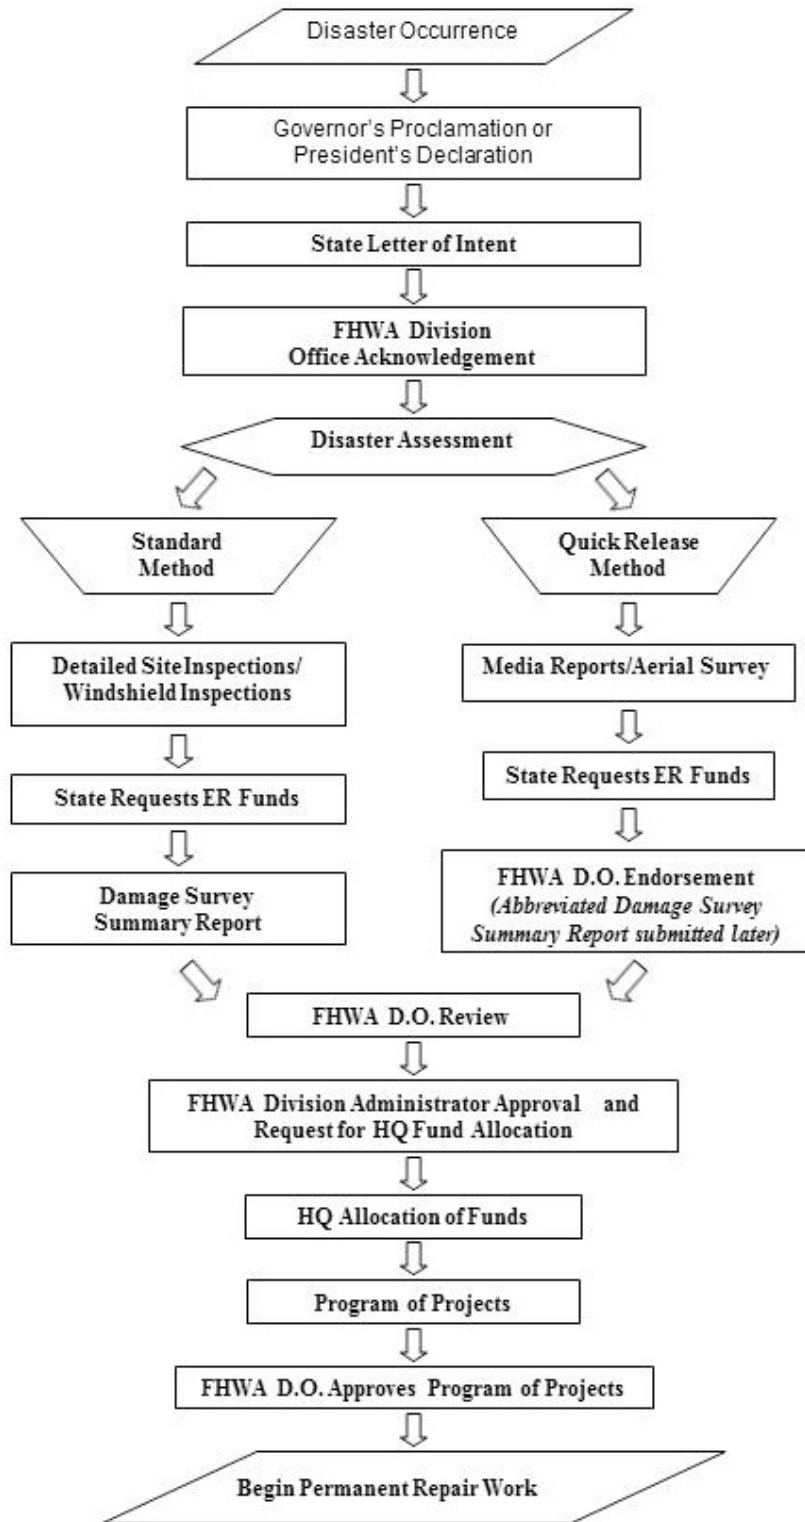 Disaster Occurrence
Governor's Proclamation or
President's Declaration
State Letter of Intent
FHWA Division
Office Acknowledgement
Disaster Assessment
Standard
Method
Detailed Site Inspections/
Windshield Inspections
State Requests ER Funds
Damage Survey
Summary Report
Quick Release
Method
Media Reports/Aerial Survey
State Requests ER Funds
FHWA D.O. Endorsement
(Abbreviated Damage Survey
Summary Report submitted later)
FHWA D.O. Review
FHWA Division Administrator Approval and
Request for HQ Fund Allocation
HQ Allocation of Funds
Program of Projects
FHWA D.O. Approves Program of Projects
Begin Permanent Repair Work